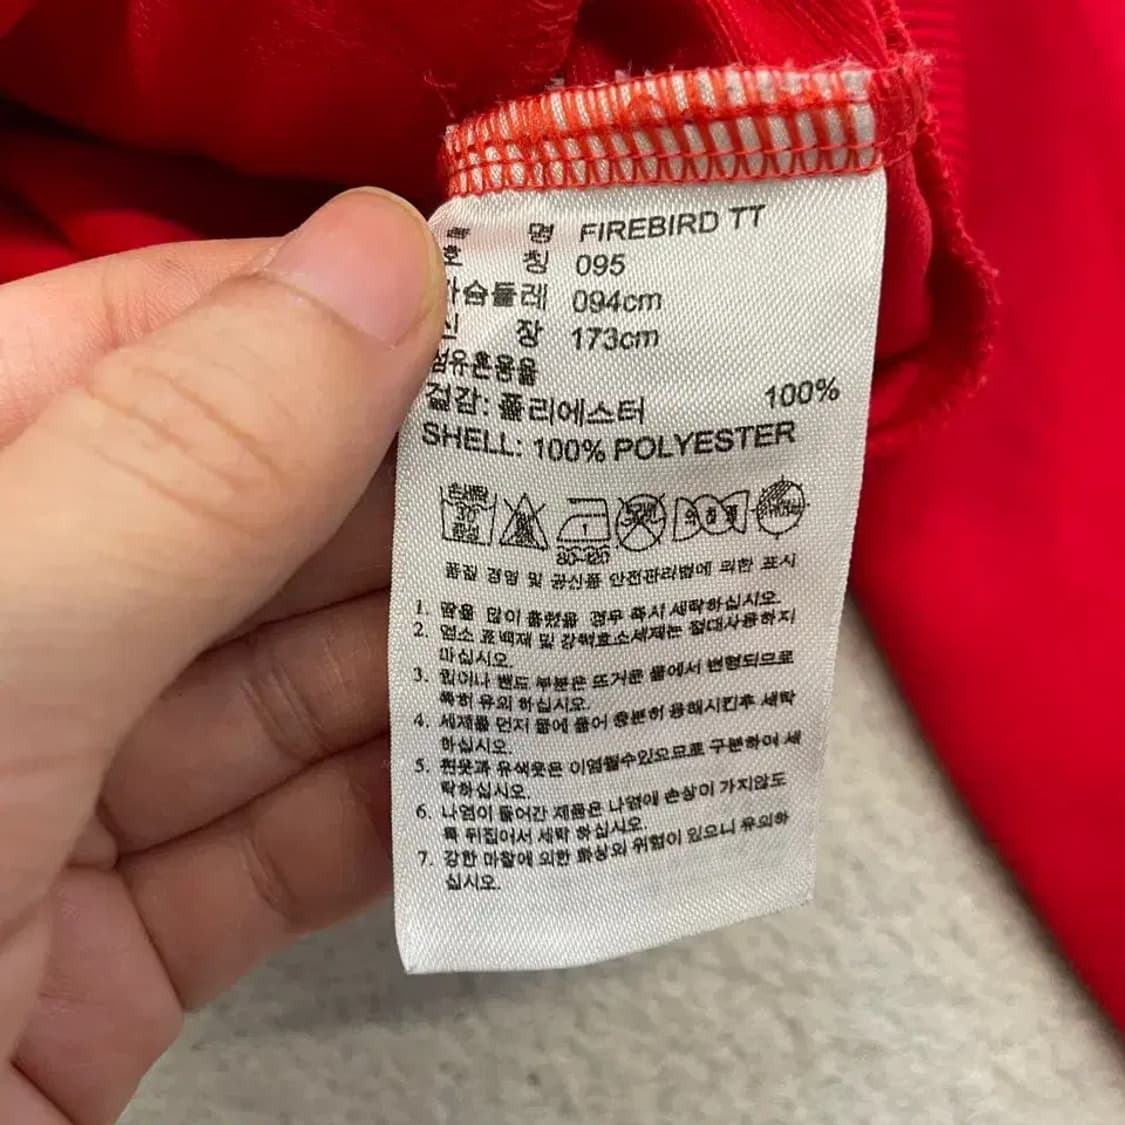 명 FIREBIRD TT
호 칭 095
가슴둘레 094cm
신 장 173cm
섬유혼용율
겉감: 폴리에스터 100%
SHELL: 100% POLYESTER
80~120
품질 경영 및 공산품 안전관리법에 의한 표시
1. 땀을 많이 흘렸을 경우 즉시 세탁하십시오.
2. 염소 표백제 및 강력효소세제는 절대사용하지
마십시오.
3. 립이나 밴드 부분은 뜨거운 물에서 변형되므로
특히 유의 하십시오.
4. 세제를 먼저 물에 풀어 충분히 용해시킨후 세탁
하십시오.
5. 흰옷과 유색옷은 이염될수있으므로 구분하여 세
탁하십시오.
6. 나염이 들어간 제품은 나염에 손상이 가지않도
록 뒤집어서 세탁 하십시오.
7. 강한 마찰에 의한 화상의 위험이 있으니 유의하
십시오.